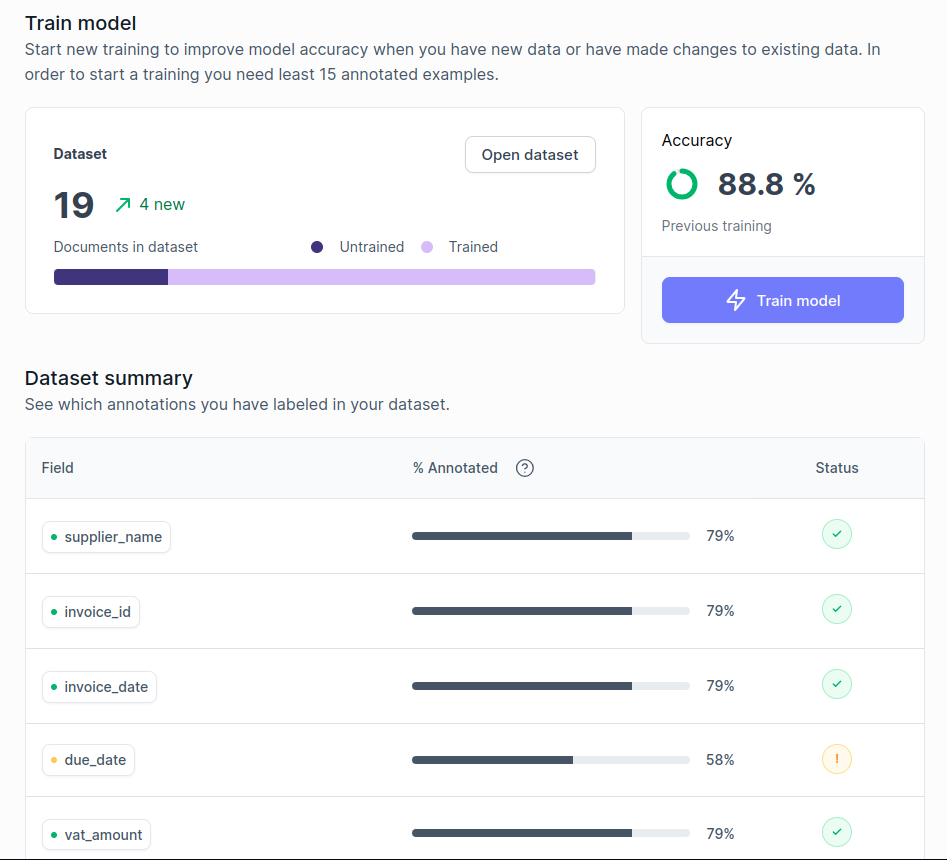 Train model
Start new training to improve model accuracy when you have new data or have made changes to existing data. In
order to start a training you need least 15 annotated examples.
Dataset
Open dataset
19
4 new
Documents in dataset
Untrained
Trained
Accuracy
88.8 %
Previous training
Train model
Dataset summary
See which annotations you have labeled in your dataset.
Field % Annotated ? Status
supplier_name 79%
invoice_id 79%
invoice_date 79%
due_date 58% !
vat_amount 79%